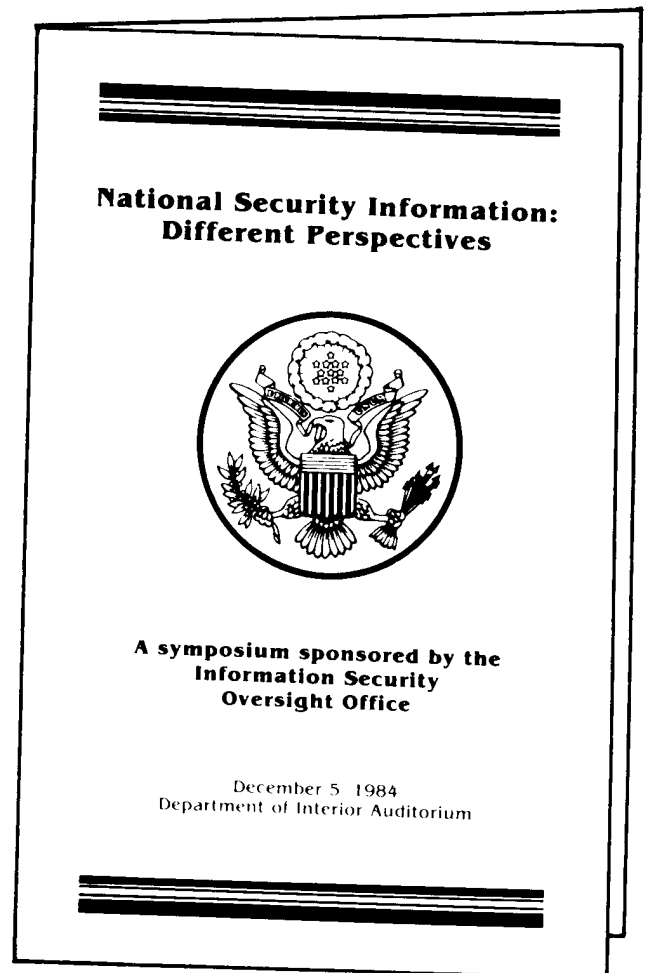 National Security Information:
Different Perspectives
A symposium sponsored by the
Information Security
Oversight Office
December 5 1984
Department of Interior Auditorium